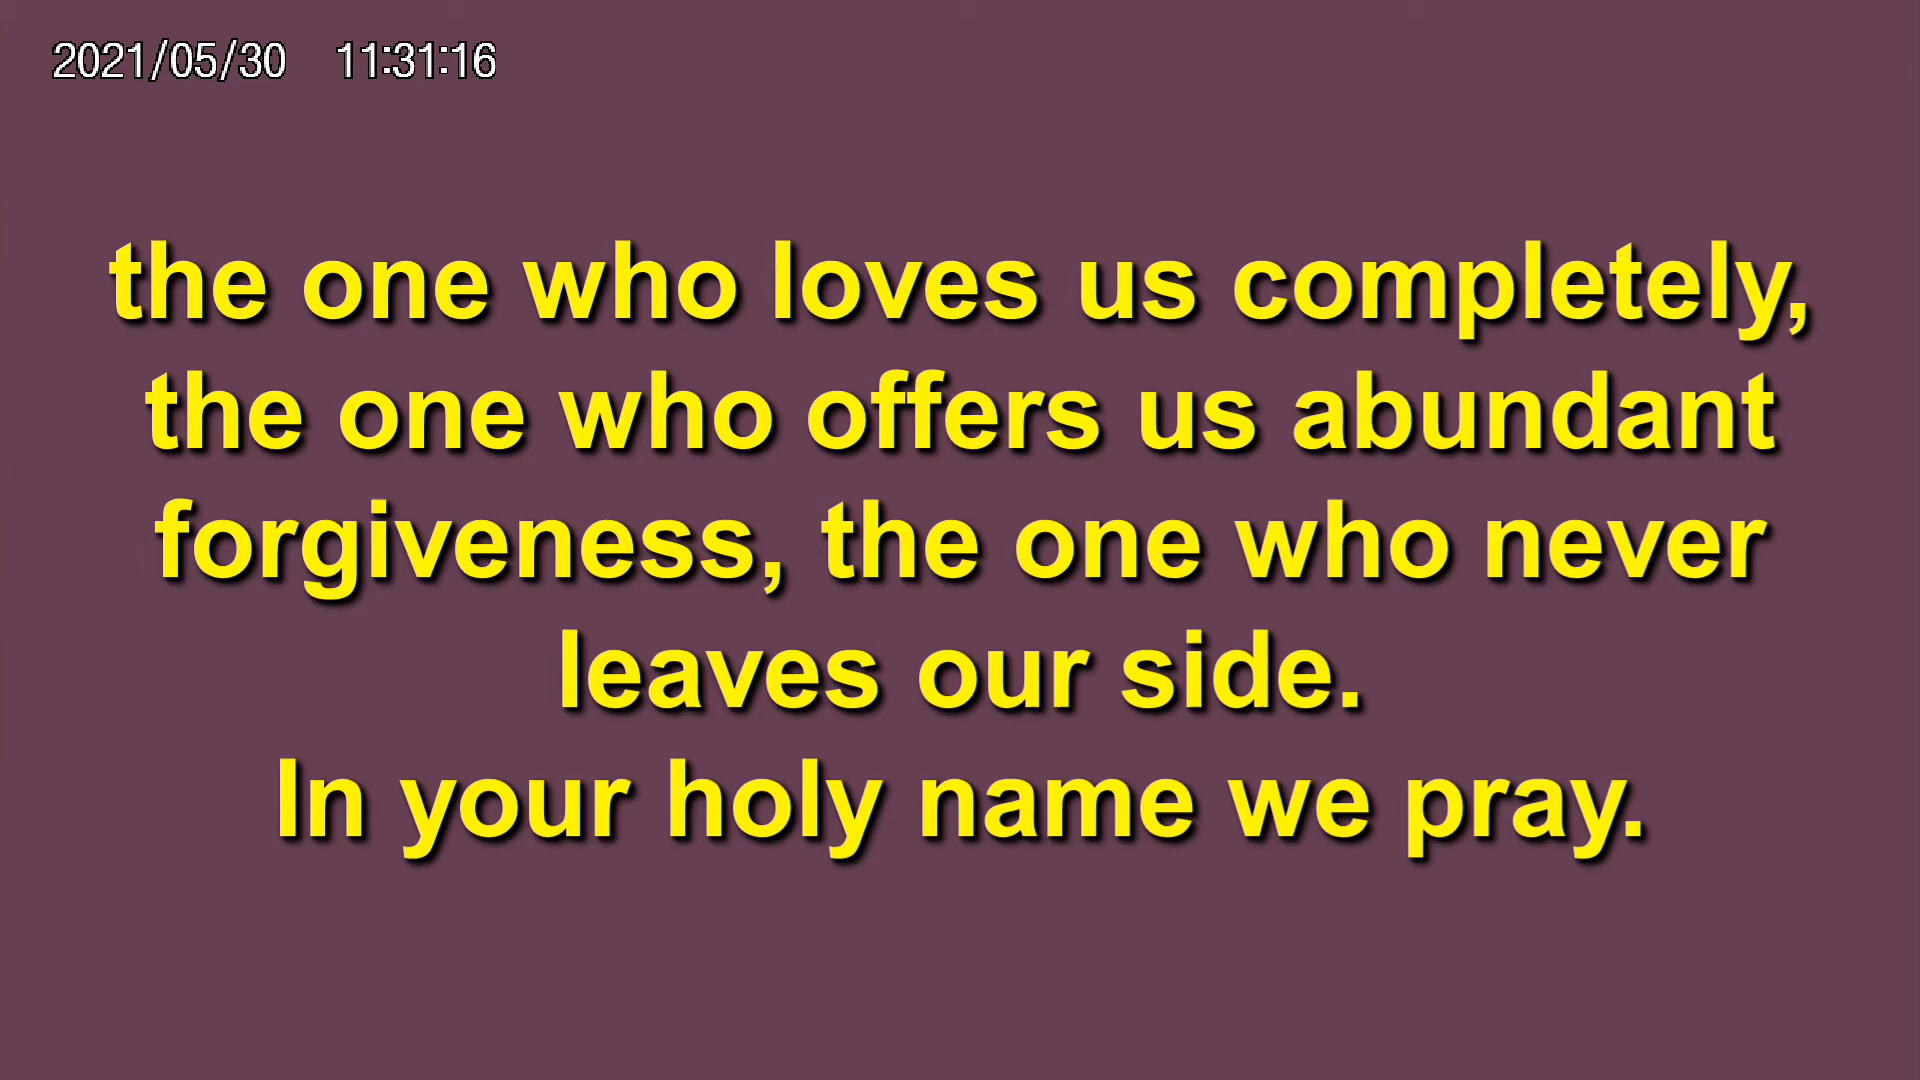 2021/05/30 11:31:16
the one who loves us completely,
the one who offers us abundant
forgiveness, the one who never
leaves our side.
In your holy name we pray.